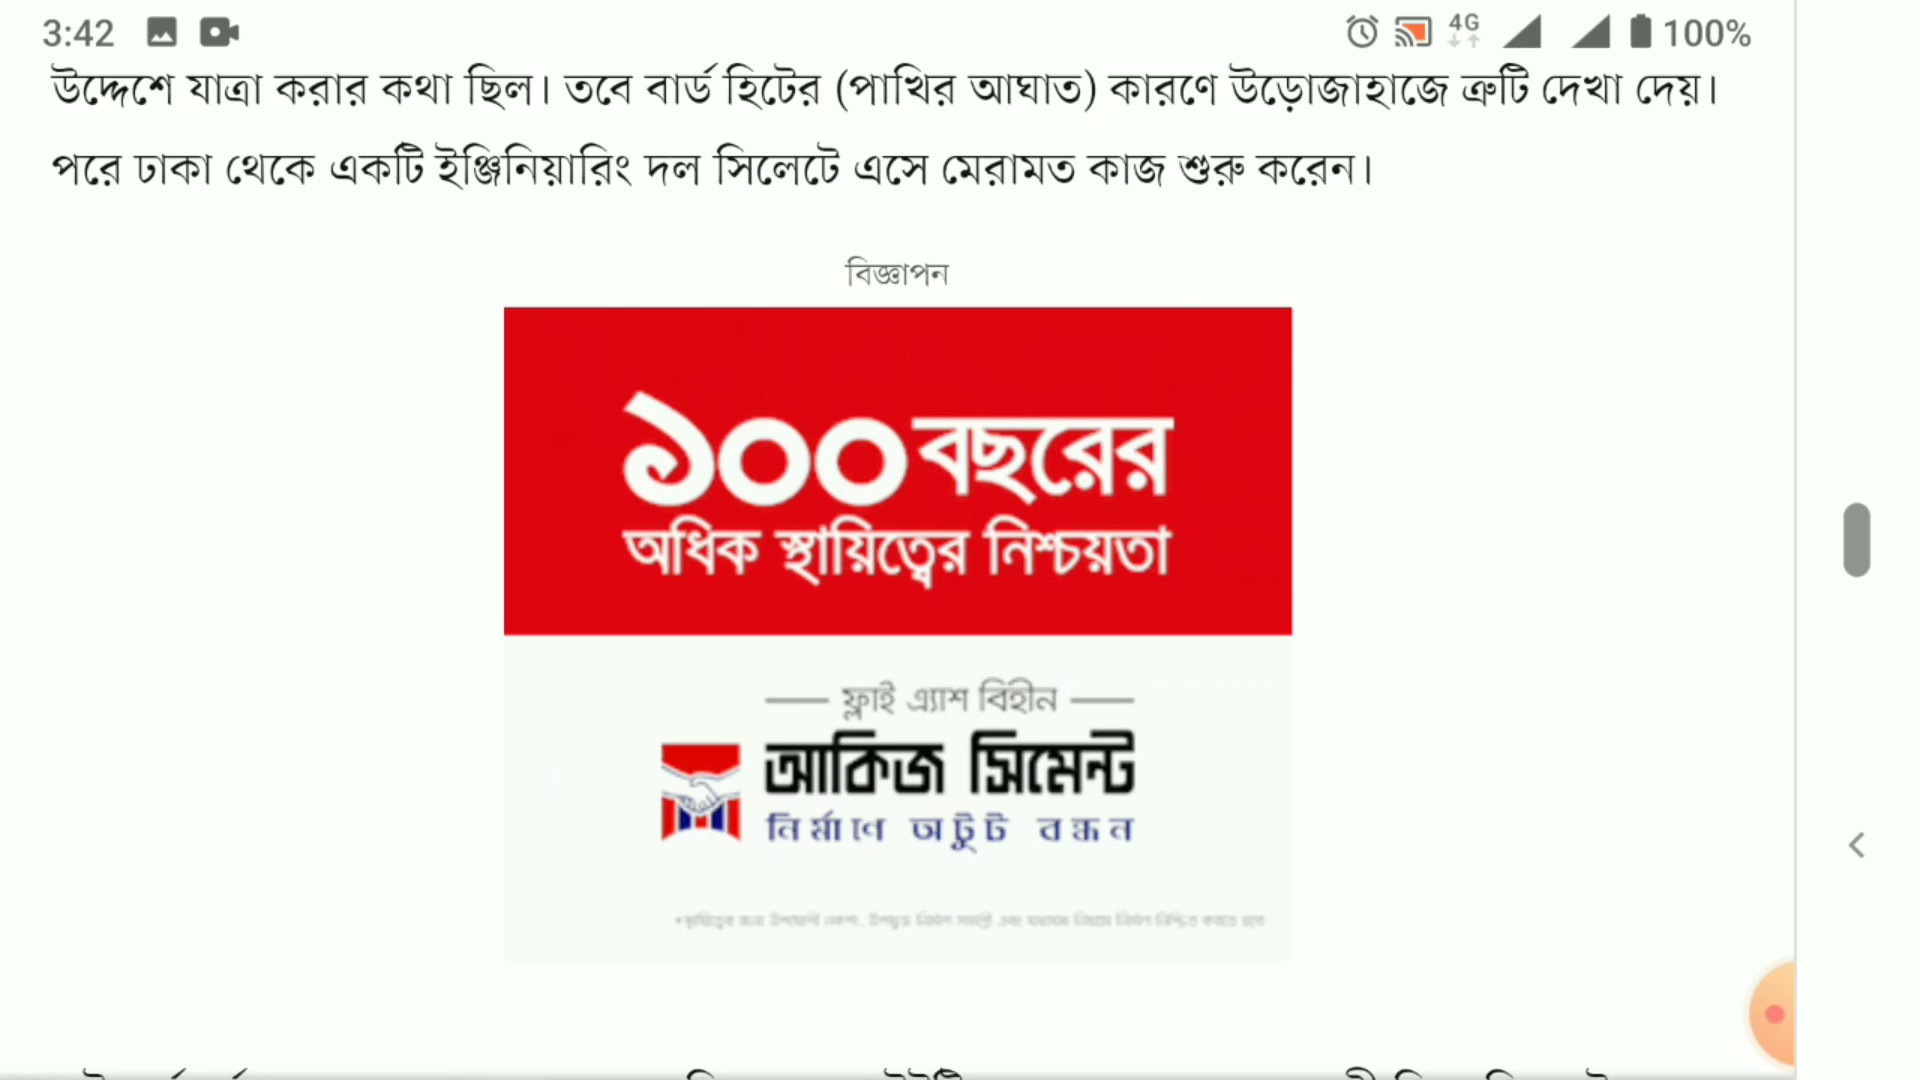 3:42 4G 100%
উদ্দেশে যাত্রা করার কথা ছিল। তবে বার্ড হিটের (পাখির আঘাত) কারণে উড়োজাহাজে ত্রুটি দেখা দেয়।
পরে ঢাকা থেকে একটি ইঞ্জিনিয়ারিং দল সিলেটে এসে মেরামত কাজ শুরু করেন।
বিজ্ঞাপন
১০০ বছরের
অধিক স্থায়িত্বের নিশ্চয়তা
ফ্লাই এ্যাশ বিহীন
আকিজ সিমেন্ট
নির্মাণে অটুট বন্ধন